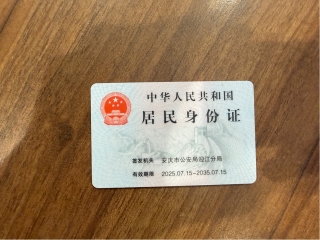 中华人民共和国
居民身份证
签发机关 安庆市公安局迎江分局
有效期限 2025.07.15-2035.07.15